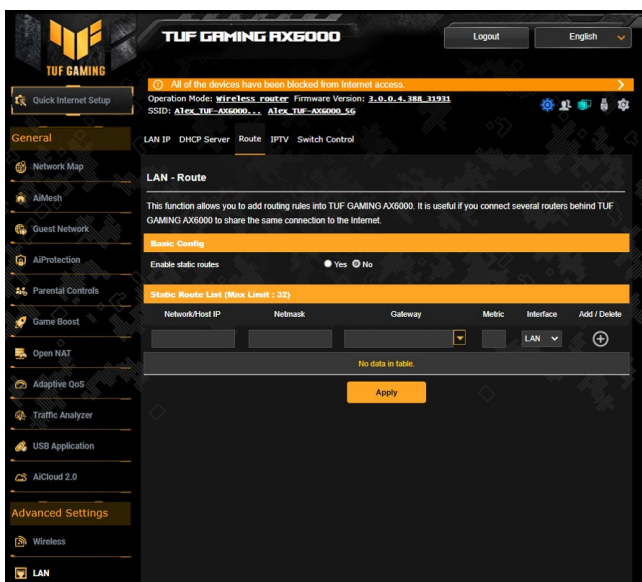 TUF GAMING
TUF GAMING AX6000
Logout
English
All of the devices have been blocked from Internet access.
Quick Internet Setup
Operation Mode: Wireless router Firmware Version: 3.0.0.4.388_31931
SSID: Alex_TUF-AX6000... Alex_TUF-AX6000_5G
General
Network Map
AiMesh
Guest Network
AiProtection
Parental Controls
Game Boost
Open NAT
Adaptive QoS
Traffic Analyzer
USB Application
AiCloud 2.0
Advanced Settings
Wireless
LAN
LAN IP DHCP Server Route IPTV Switch Control
LAN - Route
This function allows you to add routing rules into TUF GAMING AX6000. It is useful if you connect several routers behind TUF
GAMING AX6000 to share the same connection to the Internet.
Basic Config
Enable static routes Yes No
Static Route List (Max Limit : 32)
Network/Host IP Netmask Gateway Metric Interface Add / Delete
LAN
No data in table.
Apply